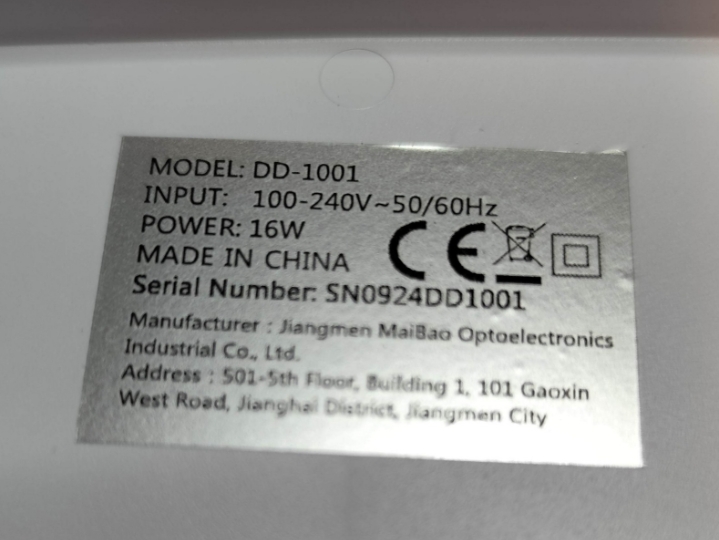 MODEL: DD-1001
INPUT: 100-240V~50/60Hz
POWER: 16W
MADE IN CHINA
CE
Serial Number: SN0924DD1001
Manufacturer : Jiangmen MaiBao Optoelectronics
Industrial Co., Ltd.
Address : 501-5th Floor, Building 1, 101 Gaoxin
West Road, Jianghai District, Jiangmen City